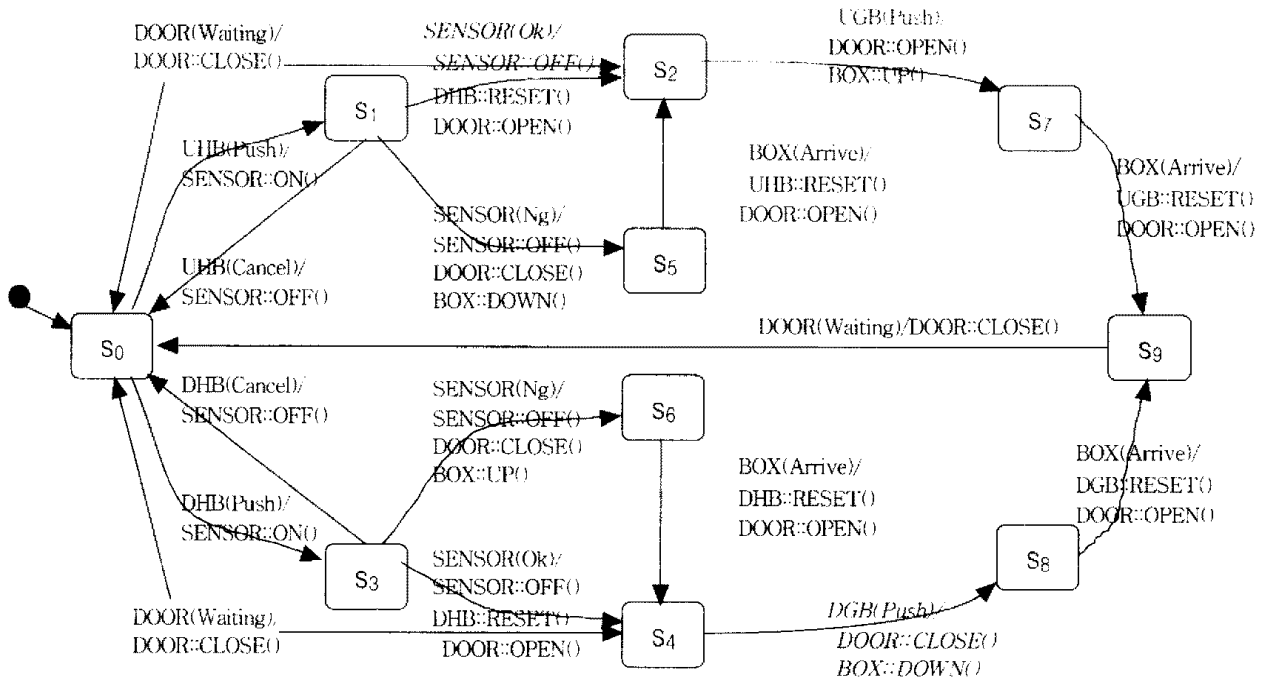 DOOR(Waiting)/
DOOR::CLOSE()
SENSOR(Ok)/
SENSOR::OFF()
DHB::RESET()
DOOR::OPEN()
UGB(Push)/
DOOR::OPEN()
BOX::UP()
S2
S1
S7
UHB(Push)/
SENSOR::ON()
BOX(Arrive)/
UHB::RESET()
DOOR::OPEN()
BOX(Arrive)/
UGB::RESET()
DOOR::OPEN()
SENSOR(Ng)/
SENSOR::OFF()
DOOR::CLOSE()
BOX::DOWN()
S5
UHB(Cancel)/
SENSOR::OFF()
S0
DOOR(Waiting)/DOOR::CLOSE()
S9
DHB(Cancel)/
SENSOR::OFF()
SENSOR(Ng)/
SENSOR::OFF()
DOOR::CLOSE()
BOX::UP()
S6
BOX(Arrive)/
DHB::RESET()
DOOR::OPEN()
BOX(Arrive)/
DGB::RESET()
DOOR::OPEN()
DHB(Push)/
SENSOR::ON()
S3
SENSOR(Ok)/
SENSOR::OFF()
DHB::RESET()
DOOR::OPEN()
S8
DOOR(Waiting)/
DOOR::CLOSE()
S4
DGB(Push)/
DOOR::CLOSE()
BOX::DOWN()